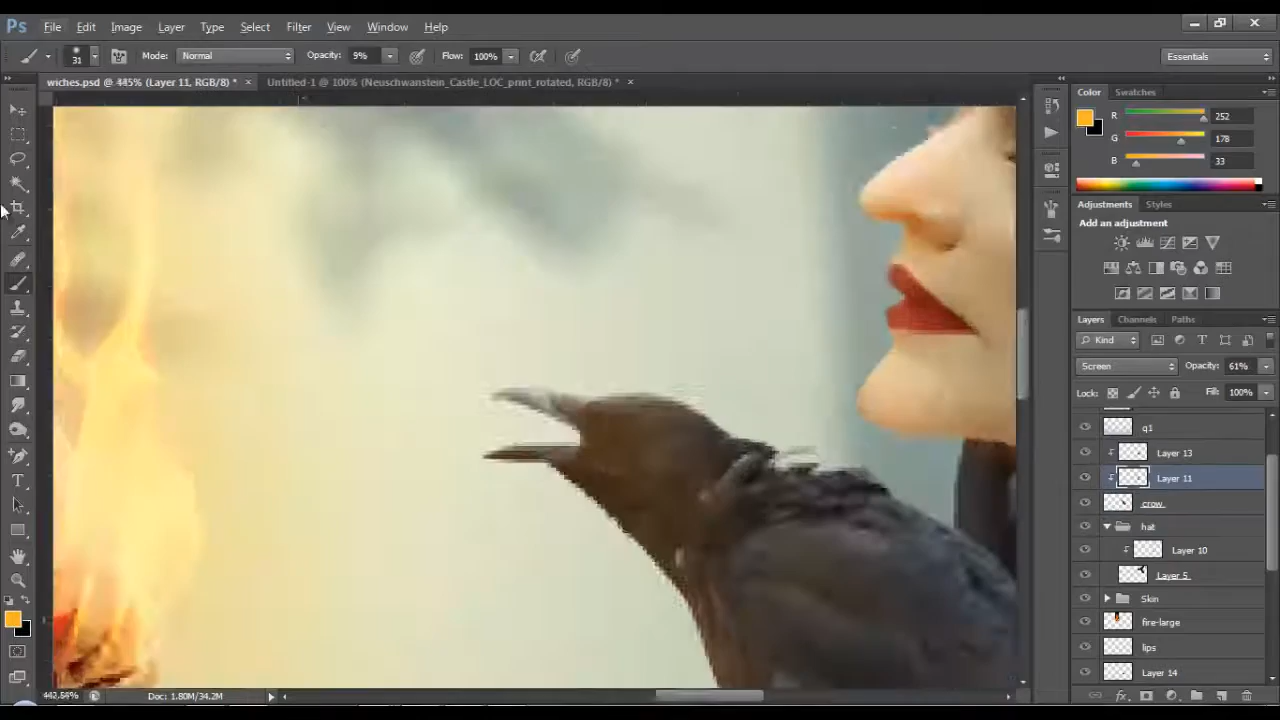 Ps File Edit Image Layer Type Select Filter View Window Help
31 Mode: Normal Opacity: 9% Flow: 100% Essentials
wiches.psd @ 445% (Layer 11, RGB/8) * × Untitled-1 @ 100% (Neuschwanstein_Castle_LOC_print_rotated, RGB/8) * ×
Color Swatches
R 252
G 178
B 33
Adjustments Styles
Add an adjustment
Layers Channels Paths
Kind
Screen Opacity: 61%
Lock: Fill: 100%
q1
Layer 13
Layer 11
crow
hat
Layer 10
Layer 5
Skin
fire-large
lips
Layer 14
442.56% Doc: 1.80M/34.2M